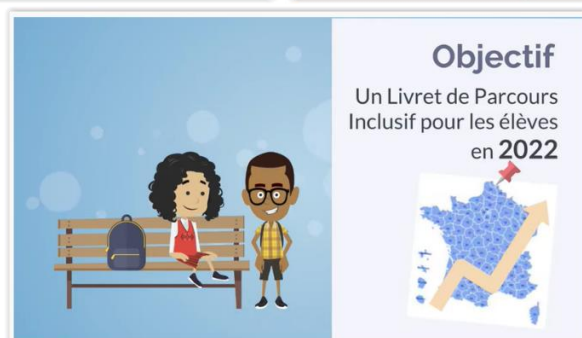 Objectif
Un Livret de Parcours
Inclusif pour les élèves
en 2022